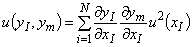 u(y_I, y_m) = \sum_{i=1}^{N} \frac{\partial y_I}{\partial x_I} \frac{\partial y_m}{\partial x_I} u^2(x_I)